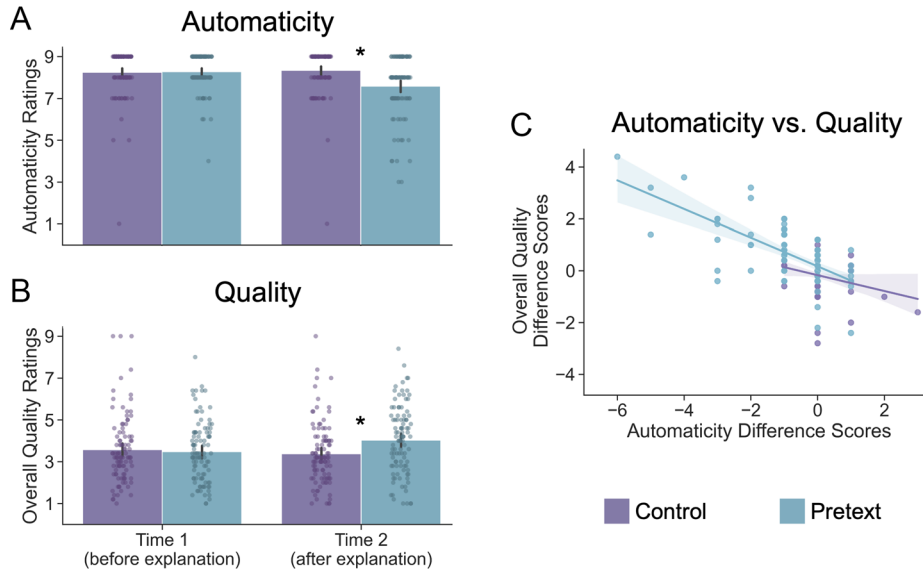 A
Automaticity
Automaticity Ratings
9
7
5
3
1
*
B
Quality
Overall Quality Ratings
9
7
5
3
1
*
Time 1
(before explanation)
Time 2
(after explanation)
C
Automaticity vs. Quality
Overall Quality
Difference Scores
4
2
0
−2
−4
−6
−4
−2
0
2
Automaticity Difference Scores
Control
Pretext